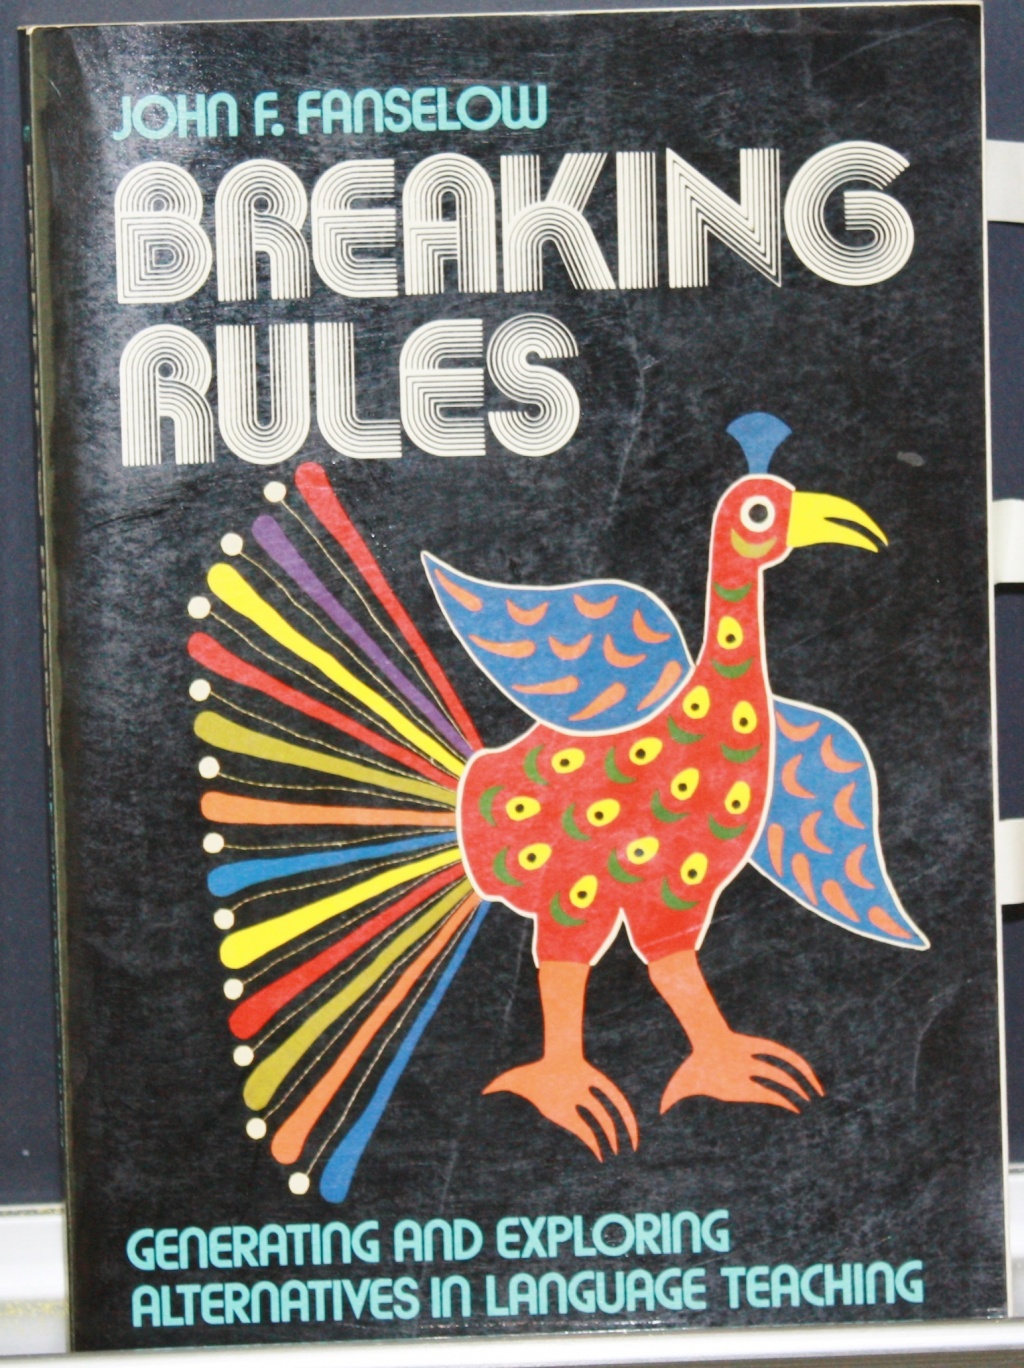 JOHN F. FANSELOW
BREAKING
RULES
GENERATING AND EXPLORING
ALTERNATIVES IN LANGUAGE TEACHING